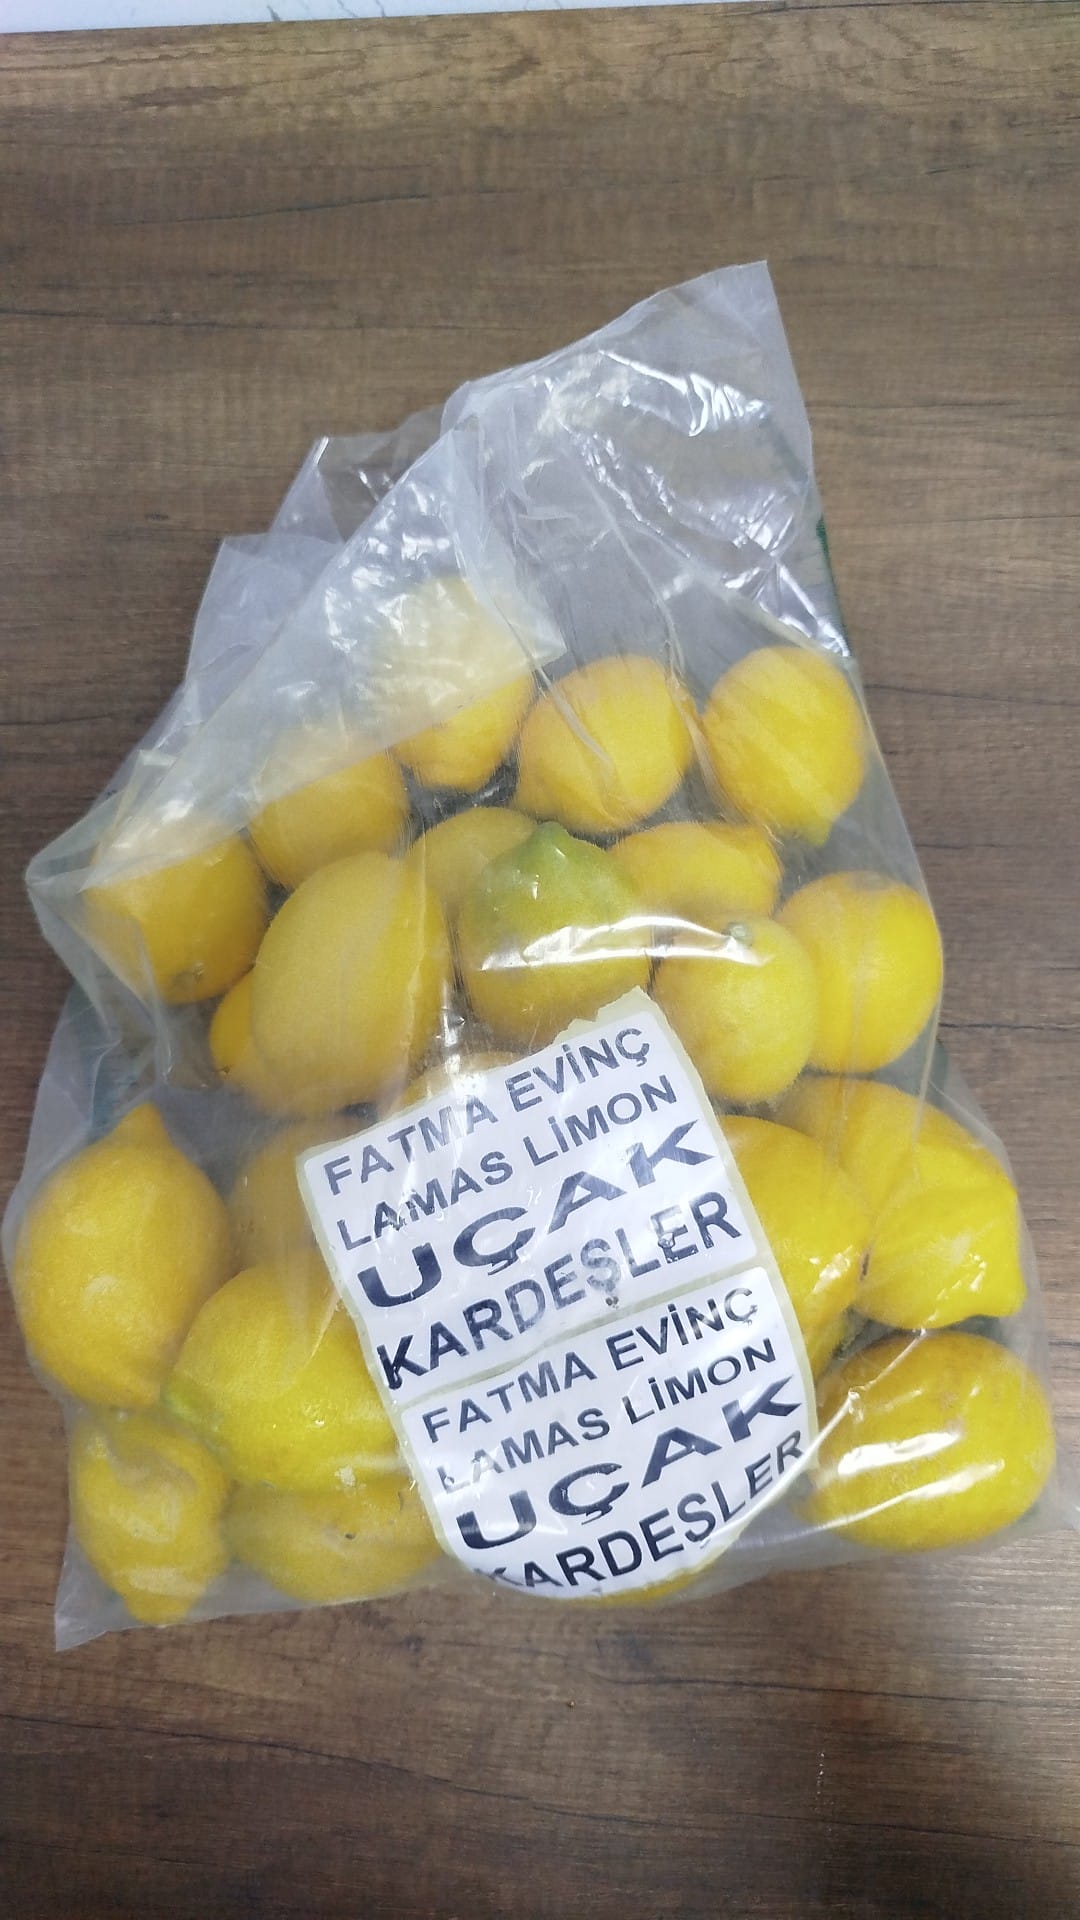 FATMA EVİNÇ
LAMAS LİMON
UÇAK
KARDEŞLER
FATMA EVİNÇ
LAMAS LİMON
UÇAK
KARDEŞLER